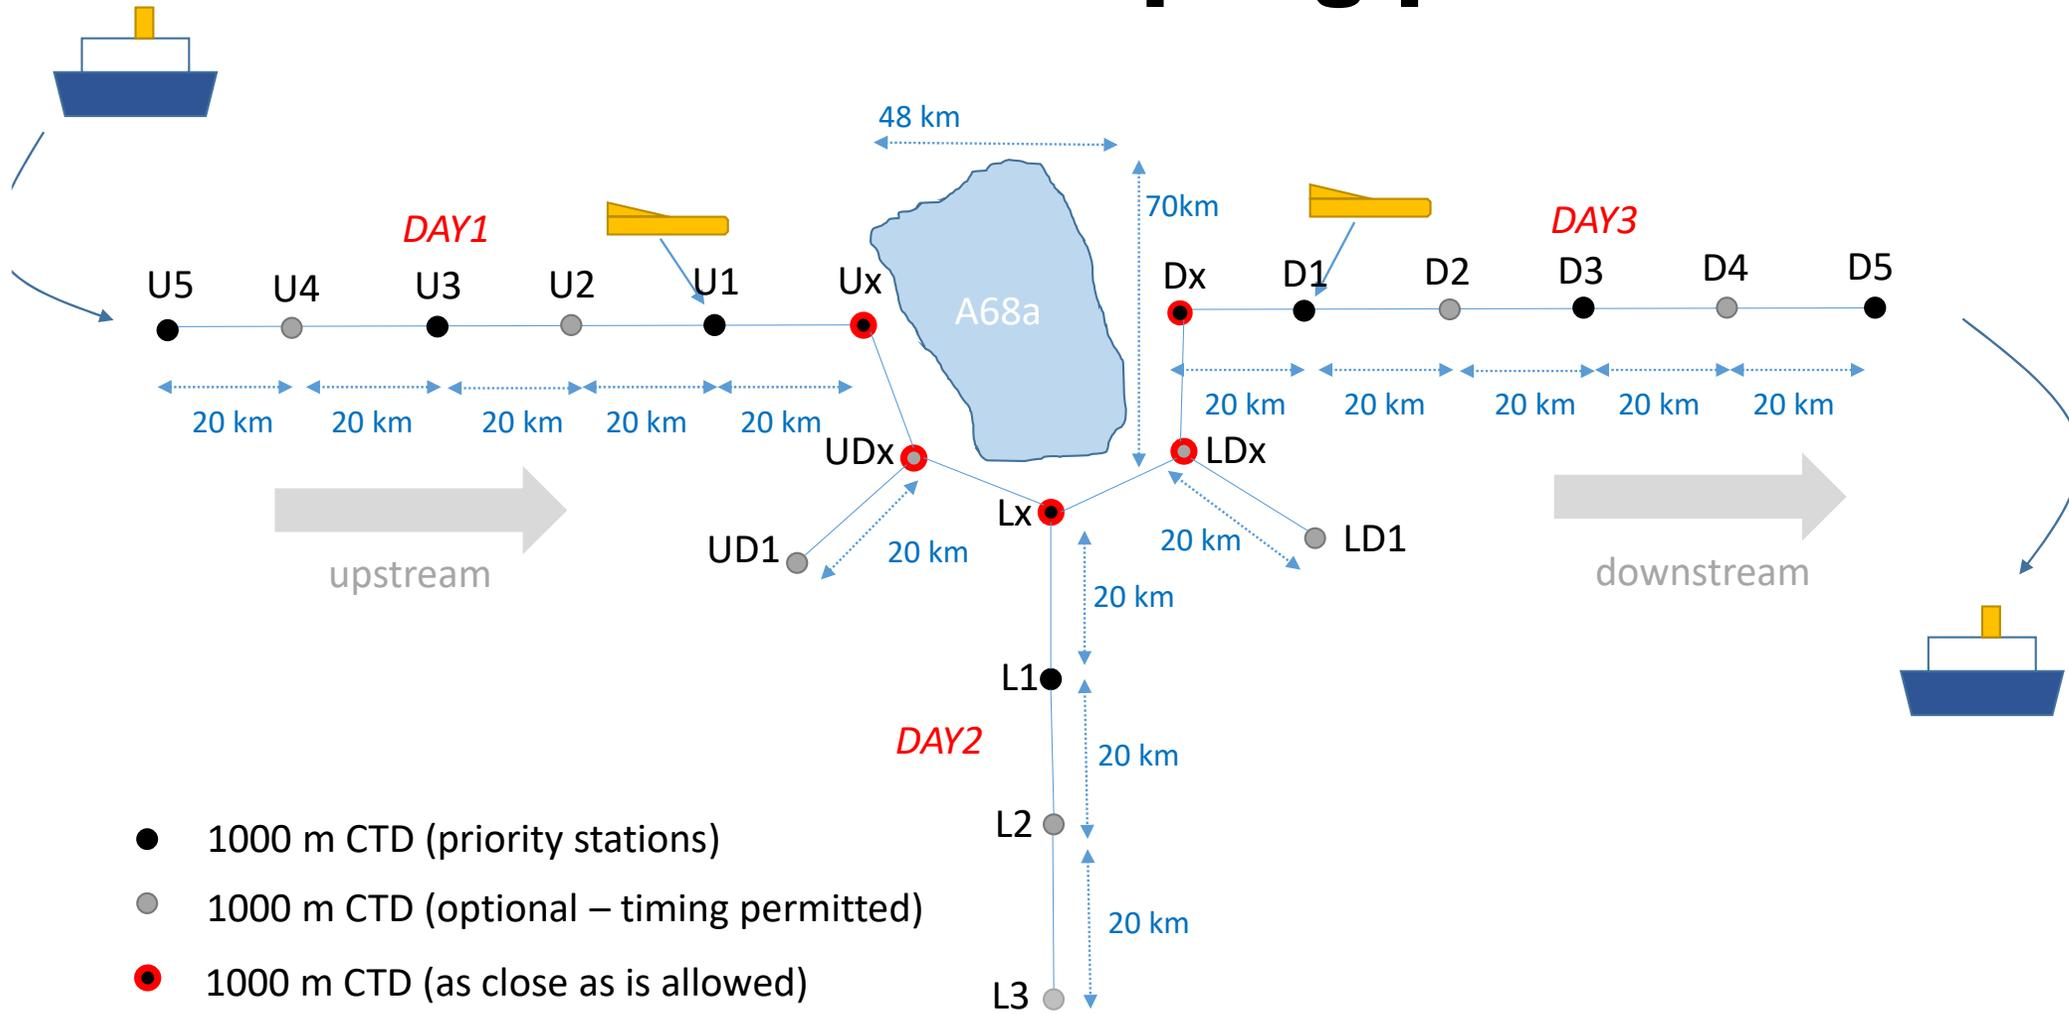 48 km
70km
DAY1
DAY3
U5 U4 U3 U2 U1 Ux
A68a
Dx D1 D2 D3 D4 D5
20 km 20 km 20 km 20 km 20 km
20 km 20 km 20 km 20 km 20 km
UDx
LDx
Lx
UD1
20 km
20 km
LD1
upstream
downstream
20 km
L1
DAY2
20 km
L2
20 km
L3
1000 m CTD (priority stations)
1000 m CTD (optional – timing permitted)
1000 m CTD (as close as is allowed)